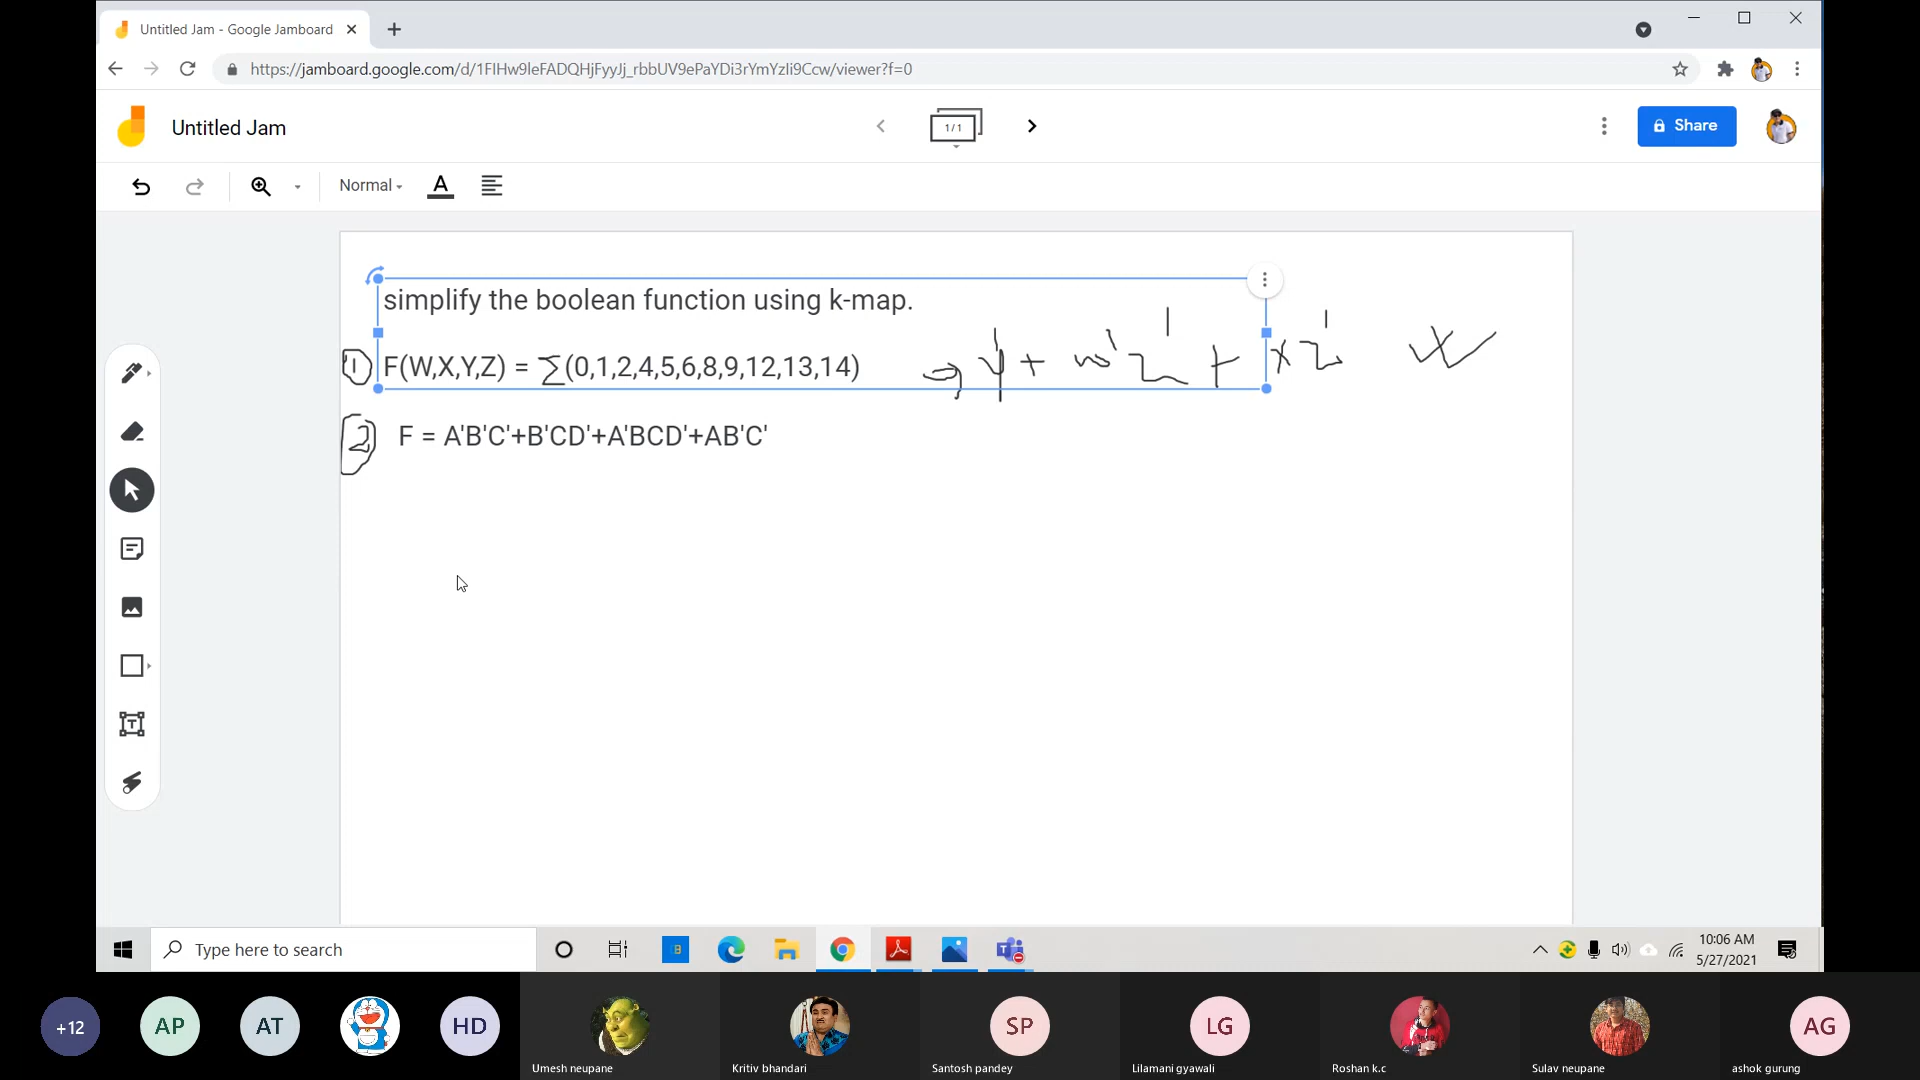 Untitled Jam - Google Jamboard
https://jamboard.google.com/d/1FIHw9leFADQHjFyyJj_rbbUV9ePaYDi3rYmYzIi9Ccw/viewer?f=0
Untitled Jam
1/1
Share
Normal
A
simplify the boolean function using k-map.
① F(W,X,Y,Z) = ∑(0,1,2,4,5,6,8,9,12,13,14) ⇒ y' + w'z' + xz'
② F = A'B'C'+B'CD'+A'BCD'+AB'C'
Type here to search
10:06 AM
5/27/2021
+12
AP
AT
HD
SP
LG
AG
Umesh neupane
Kritiv bhandari
Santosh pandey
Lilamani gyawali
Roshan k.c
Sulav neupane
ashok gurung